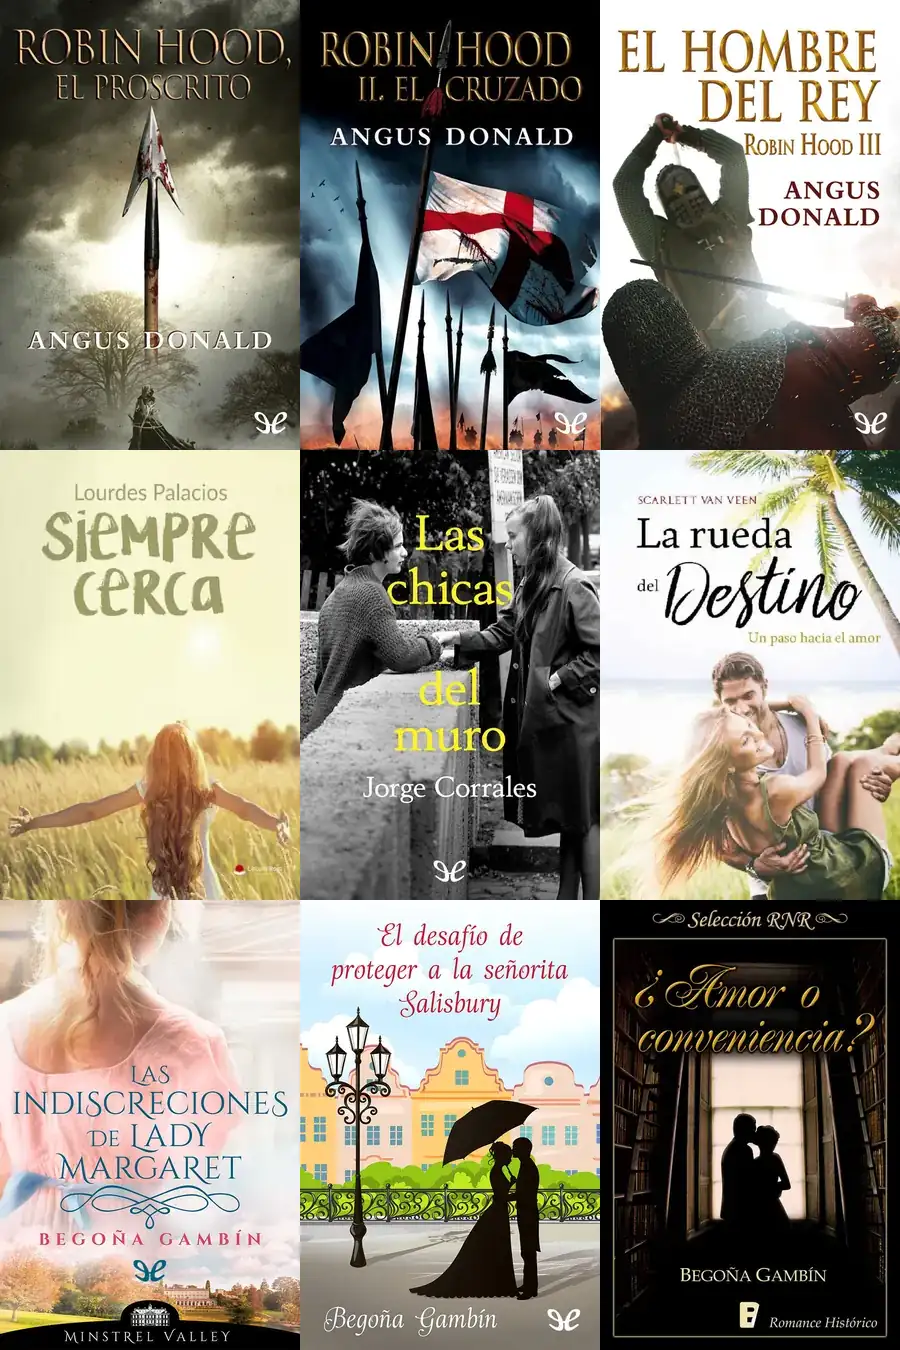 ROBIN HOOD,
EL PROSCRITO
ANGUS DONALD
ROBIN HOOD
II. EL CRUZADO
ANGUS DONALD
EL HOMBRE
DEL REY
ROBIN HOOD III
ANGUS
DONALD
Lourdes Palacios
SIEMPRE
CERCA
Las
chicas
del
muro
Jorge Corrales
SCARLETT VAN VEEN
La rueda
del Destino
Un paso hacia el amor
LAS
INDISCRECIONES
DE LADY
MARGARET
BEGOÑA GAMBÍN
MINSTREL VALLEY
El desafío de
proteger a la señorita
Salisbury
Begoña Gambín
Selección RNR
¿Amor o
conveniencia?
BEGOÑA GAMBÍN
B
Romance Histórico